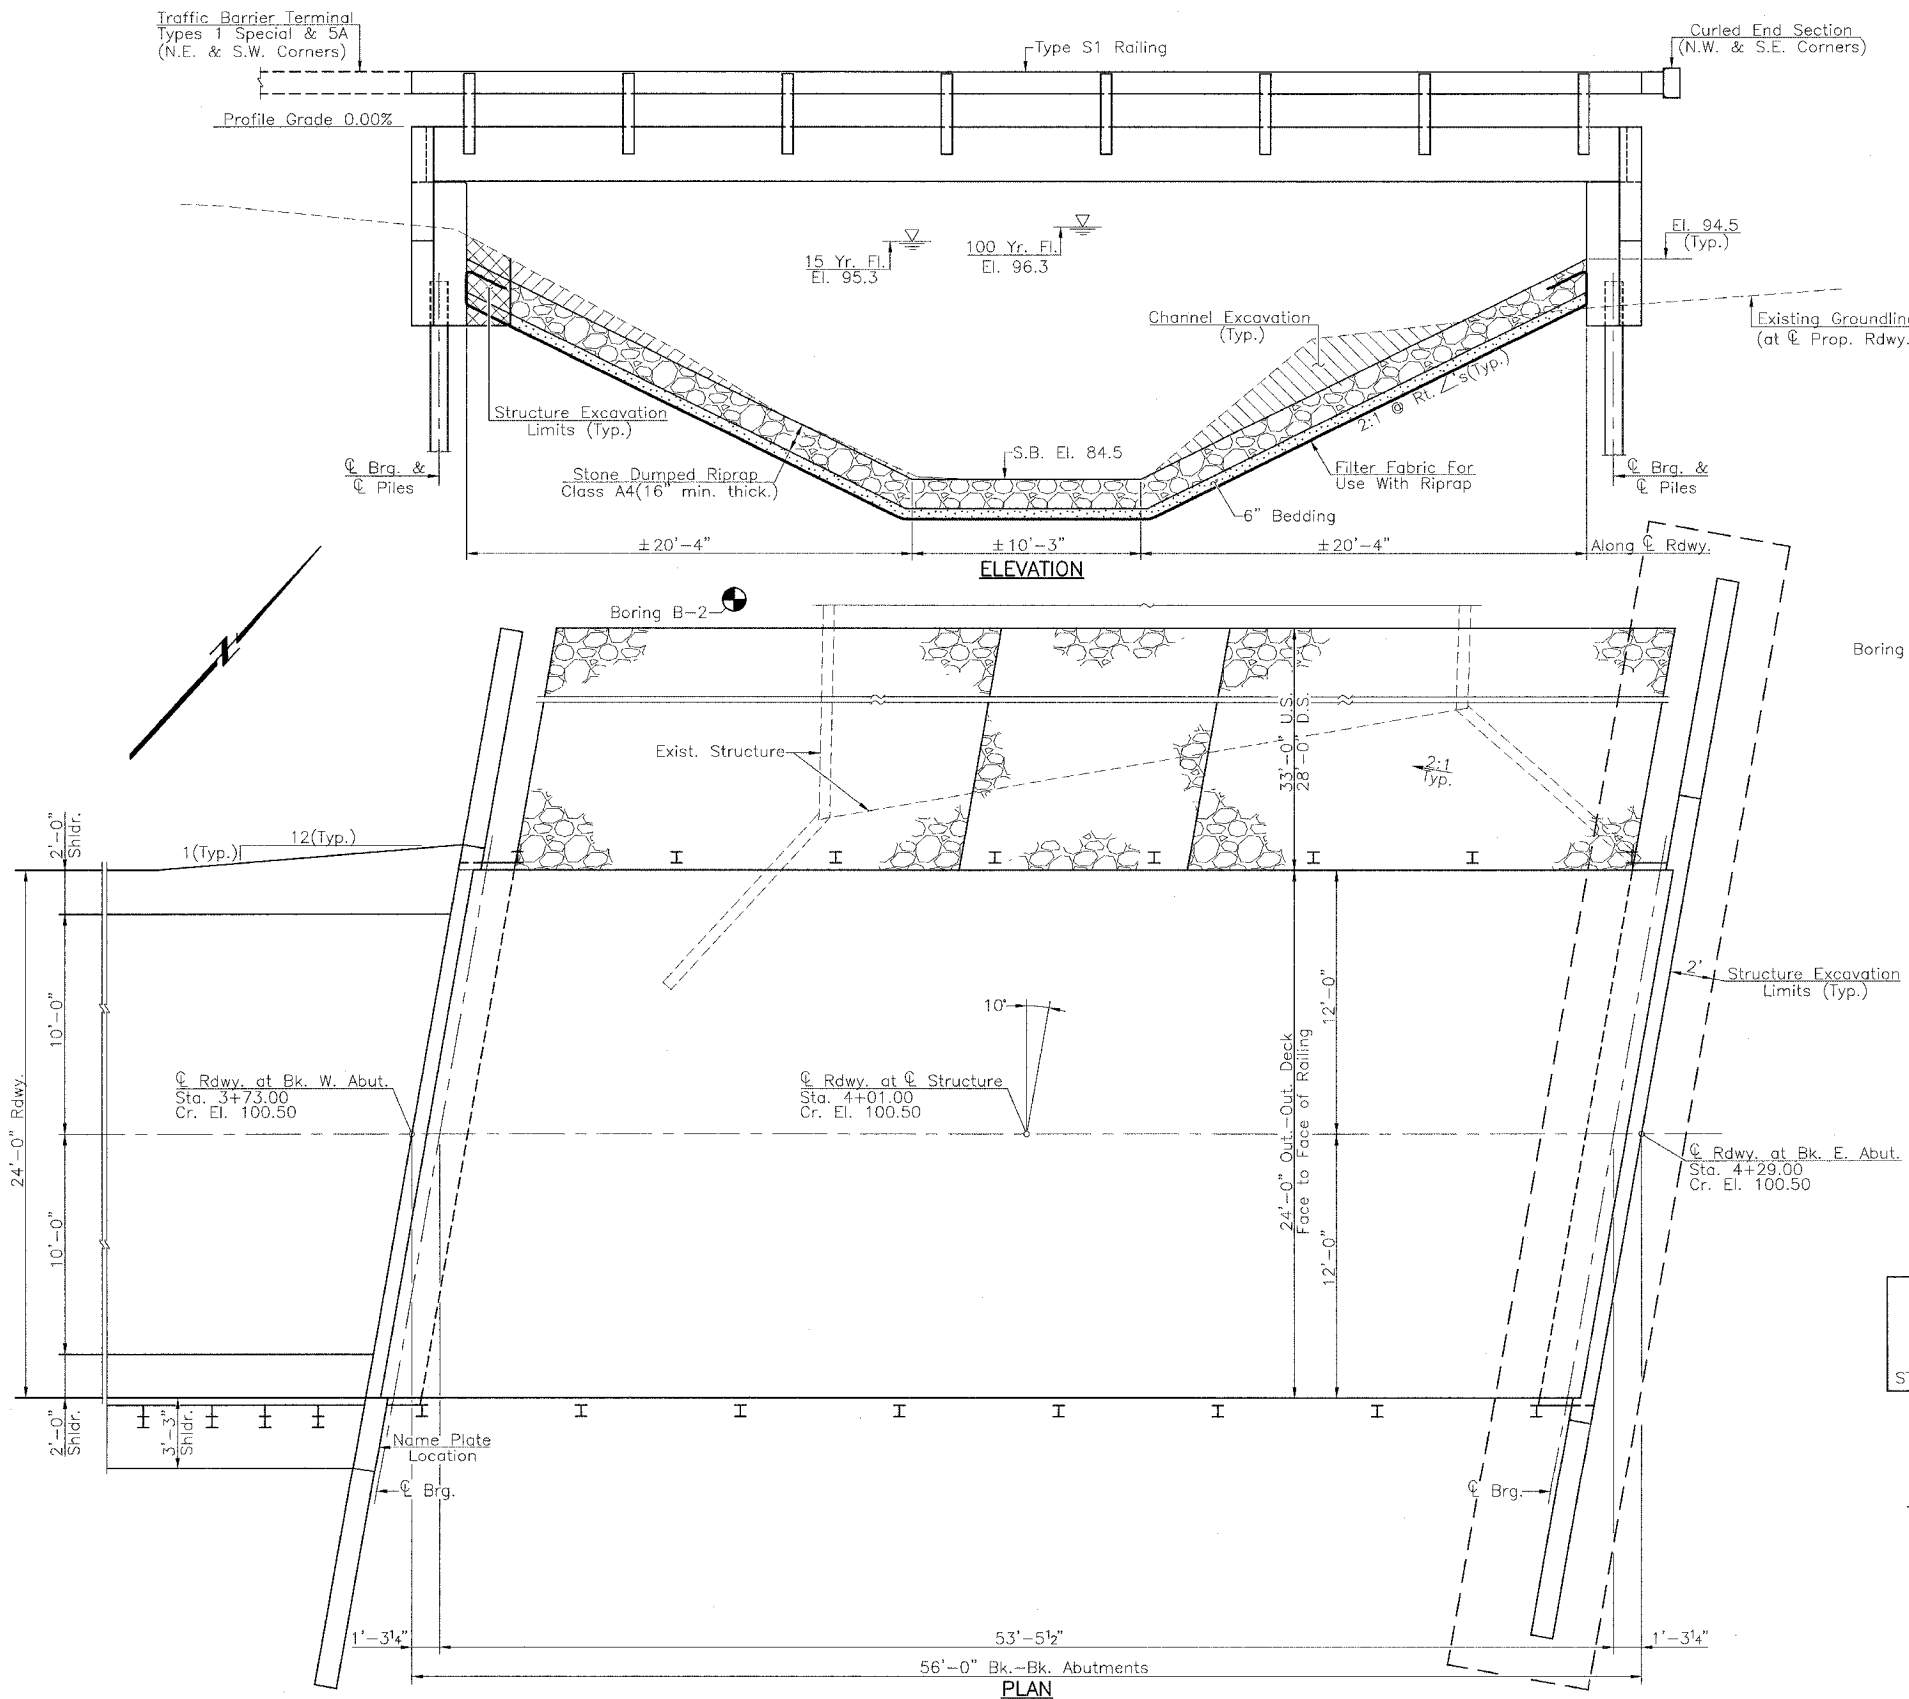 Traffic Barrier Terminal
Types 1 Special & 5A
(N.E. & S.W. Corners)
Type S1 Railing
Curled End Section
(N.W. & S.E. Corners)
Profile Grade 0.00%
15 Yr. Fl.
El. 95.3
100 Yr. Fl.
El. 96.3
El. 94.5
(Typ.)
Channel Excavation
(Typ.)
Existing Groundline
(at ℄ Prop. Rdwy.
Structure Excavation
Limits (Typ.)
2:1 @ Rt. ∠'s(Typ.)
S.B. El. 84.5
℄ Brg. &
℄ Piles
Stone Dumped Riprap
Class A4(16" min. thick.)
Filter Fabric For
Use With Riprap
℄ Brg. &
℄ Piles
6" Bedding
±20'-4"
±10'-3"
±20'-4"
Along ℄ Rdwy.
ELEVATION
Boring B-2
Boring
N
33'-0" U.S.
28'-0" D.S.
Exist. Structure
2:1
Typ.
2'-0"
Shldr.
1(Typ.)
12(Typ.)
10'-0"
24'-0" Rdwy.
10'-0"
2'-0"
Shldr.
3'-3"
Shldr.
10°
12'-0"
24'-0" Out.-Out. Deck
Face to Face of Railing
12'-0"
2'
Structure Excavation
Limits (Typ.)
℄ Rdwy. at Bk. W. Abut.
Sta. 3+73.00
Cr. El. 100.50
℄ Rdwy. at ℄ Structure
Sta. 4+01.00
Cr. El. 100.50
℄ Rdwy. at Bk. E. Abut.
Sta. 4+29.00
Cr. El. 100.50
Name Plate
Location
℄ Brg.
℄ Brg.
1'-3¼"
53'-5½"
1'-3¼"
56'-0" Bk.-Bk. Abutments
PLAN